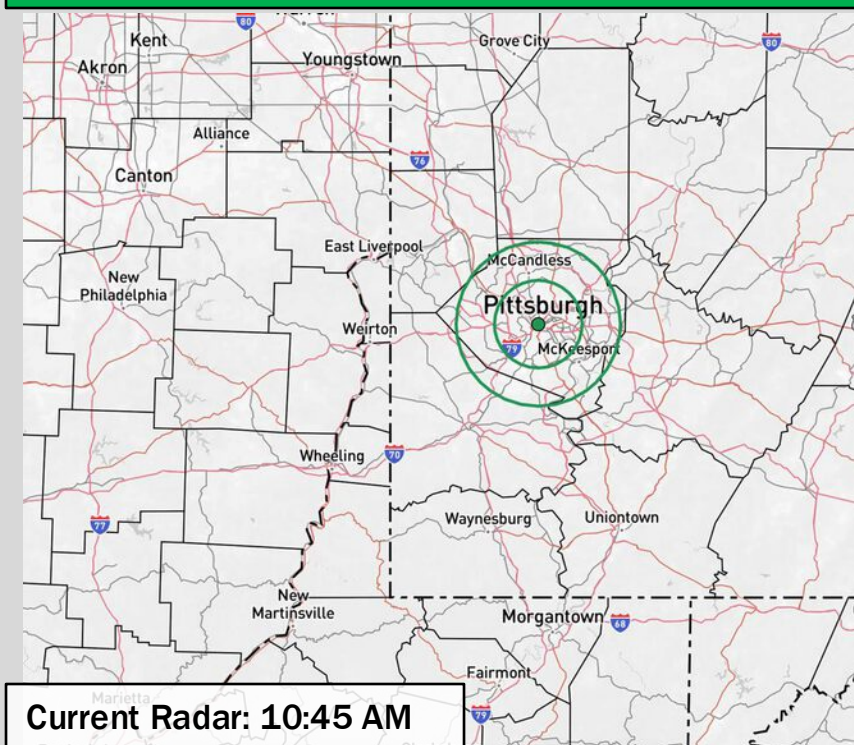 80
Kent
Grove City
80
Akron
Youngstown
Alliance
76
Canton
East Liverpool
McCandless
New
Philadelphia
Pittsburgh
Weirton
79
McKeesport
Wheeling
70
77
Waynesburg
Uniontown
New
Martinsville
Morgantown
68
Fairmont
Marietta
79
Current Radar: 10:45 AM